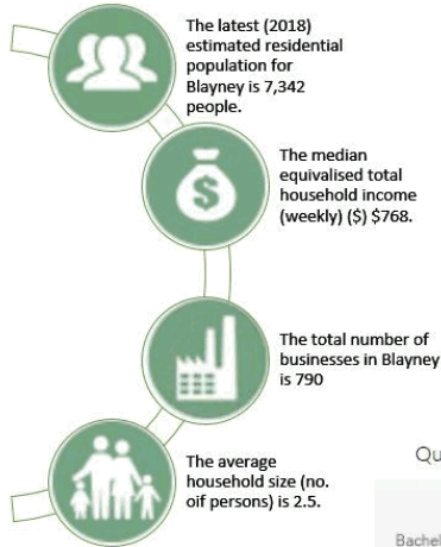 The latest (2018)
estimated residential
population for
Blayney is 7,342
people.
The median
equivalised total
household income
(weekly) ($) $768.
The total number of
businesses in Blayney
is 790
The average
household size (no.
oif persons) is 2.5.